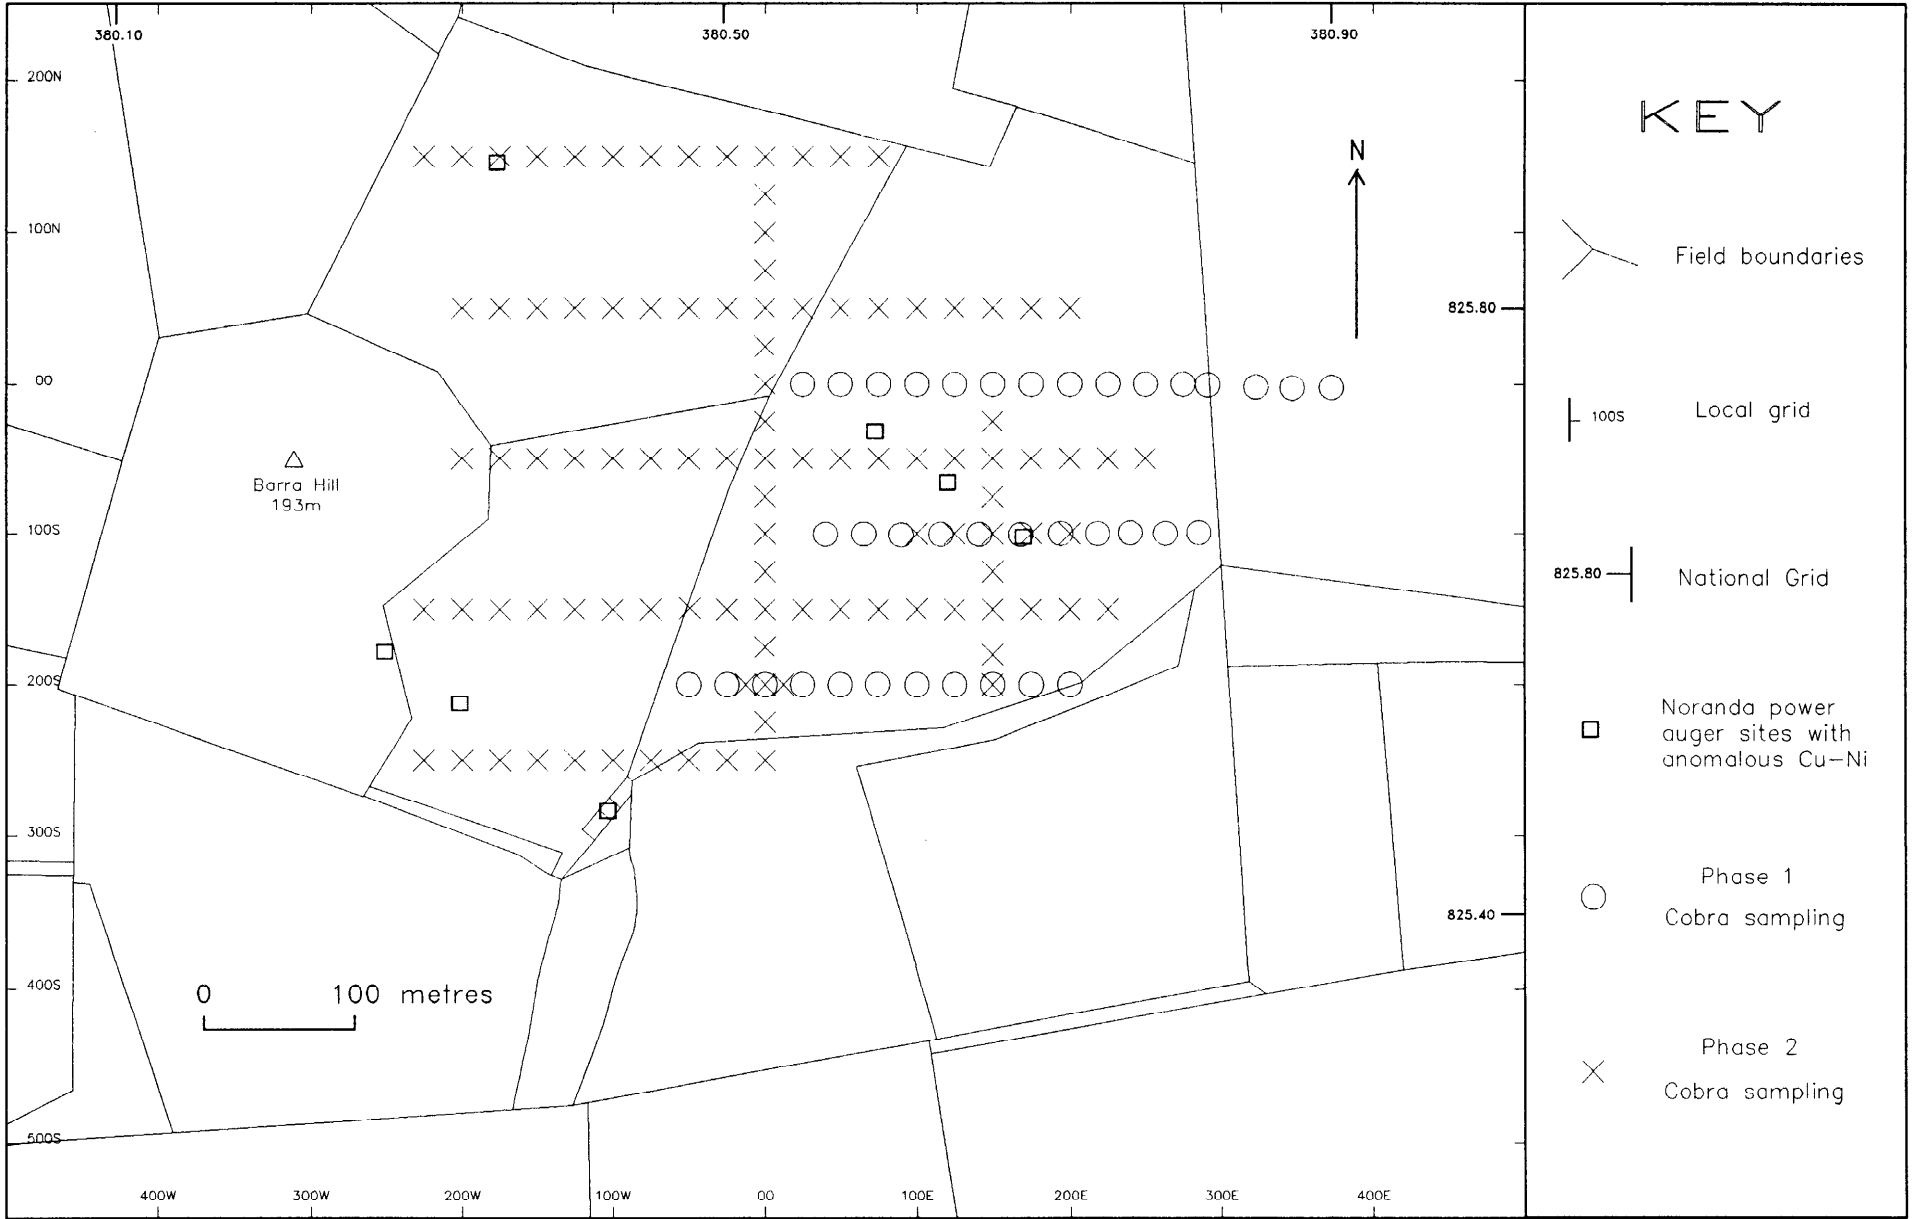 380.10
380.50
380.90
200N
100N
00
100S
200S
300S
400S
500S
N
825.80
825.40
Barra Hill
193m
0 100 metres
400W 300W 200W 100W 00 100E 200E 300E 400E
KEY
Field boundaries
100S Local grid
825.80 National Grid
Noranda power
auger sites with
anomalous Cu-Ni
Phase 1
Cobra sampling
Phase 2
Cobra sampling